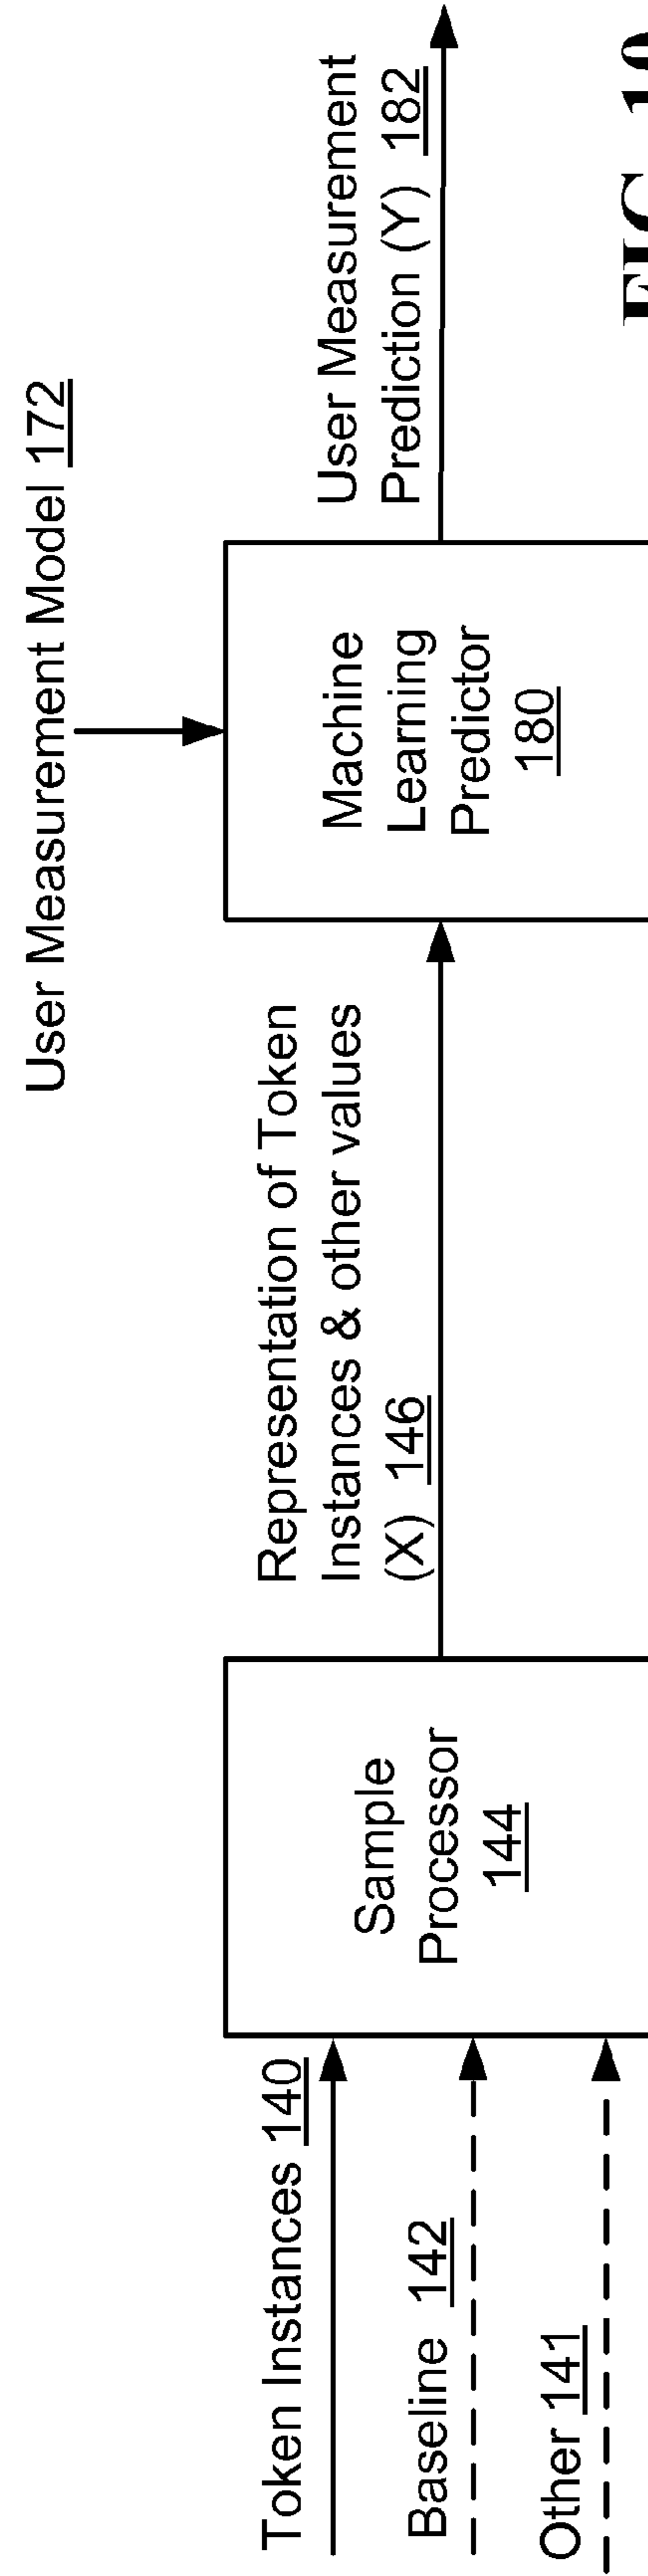 User Measurement Model 172
Token Instances 140
Baseline 142
Other 141
Sample
Processor
144
Representation of Token
Instances & other values
(X) 146
Machine
Learning
Predictor
180
User Measurement
Prediction (Y) 182